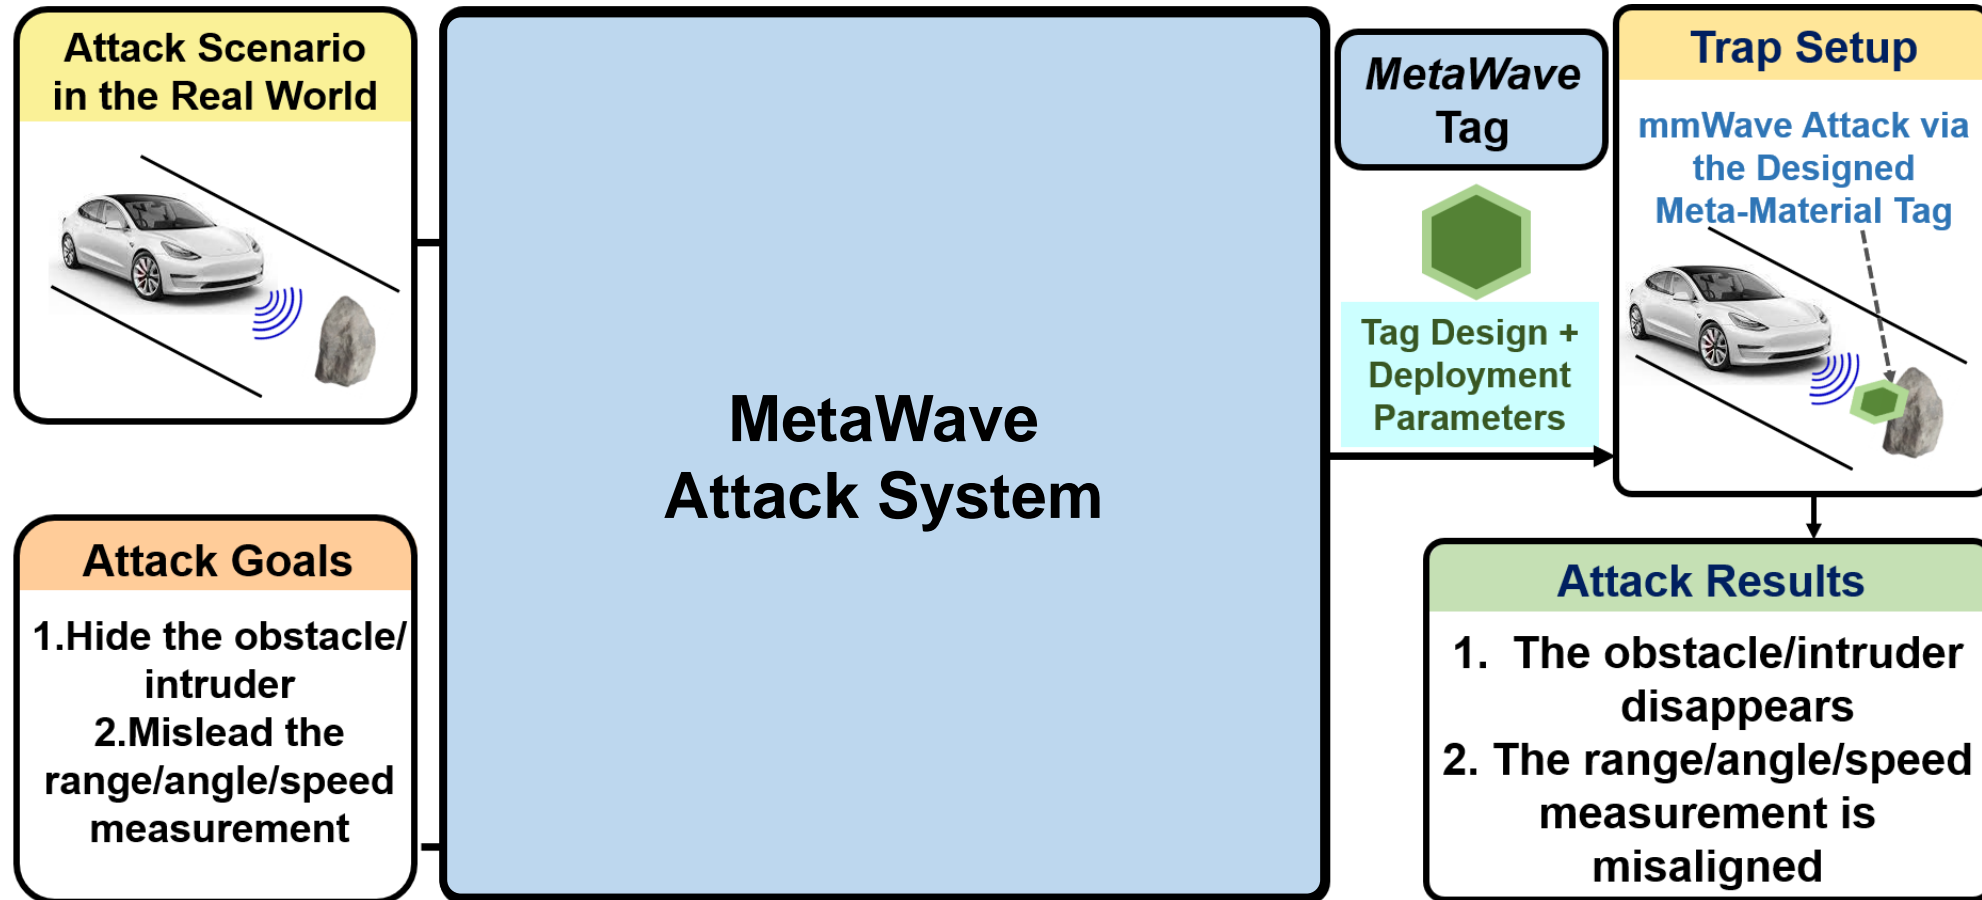 Attack Scenario
in the Real World
Attack Goals
1.Hide the obstacle/
intruder
2.Mislead the
range/angle/speed
measurement
MetaWave
Attack System
MetaWave
Tag
Tag Design +
Deployment
Parameters
Trap Setup
mmWave Attack via
the Designed
Meta-Material Tag
Attack Results
1. The obstacle/intruder
disappears
2. The range/angle/speed
measurement is
misaligned